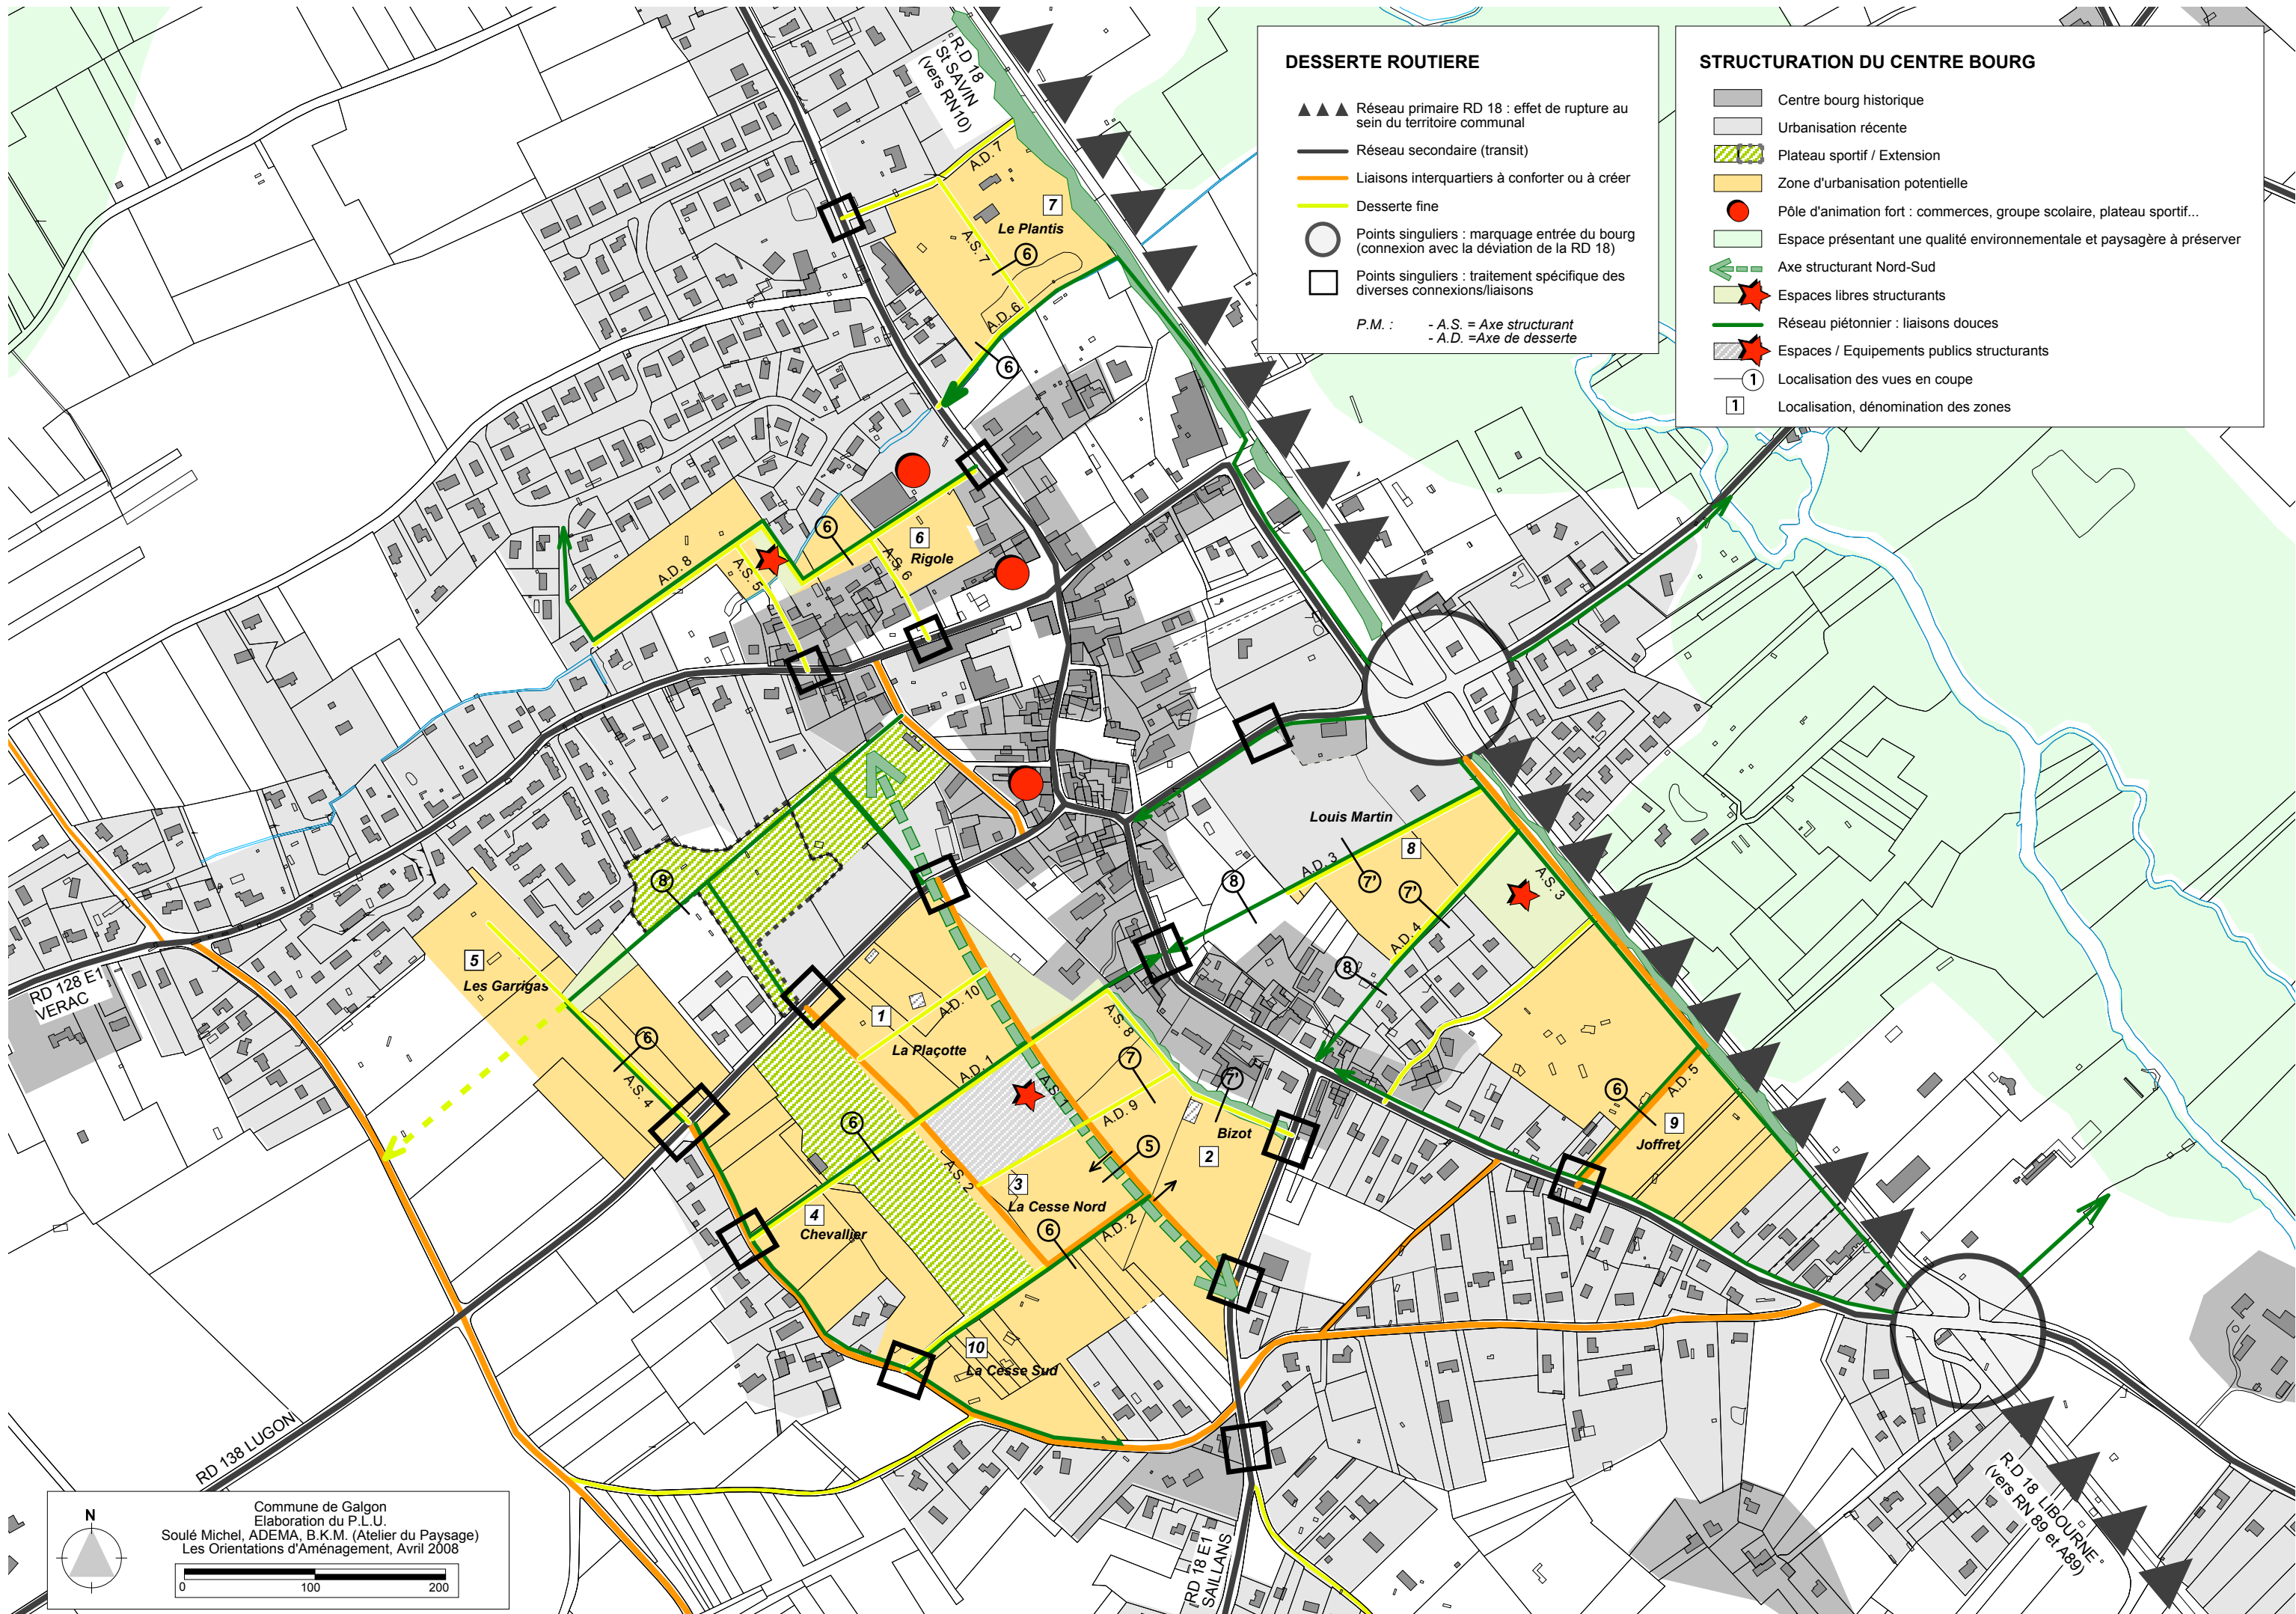 DESSERTE ROUTIERE
Réseau primaire RD 18 : effet de rupture au
sein du territoire communal
Réseau secondaire (transit)
Liaisons interquartiers à conforter ou à créer
Desserte fine
Points singuliers : marquage entrée du bourg
(connexion avec la déviation de la RD 18)
Points singuliers : traitement spécifique des
diverses connexions/liaisons
P.M. : - A.S. = Axe structurant
- A.D. =Axe de desserte
STRUCTURATION DU CENTRE BOURG
Centre bourg historique
Urbanisation récente
Plateau sportif / Extension
Zone d'urbanisation potentielle
Pôle d'animation fort : commerces, groupe scolaire, plateau sportif...
Espace présentant une qualité environnementale et paysagère à préserver
Axe structurant Nord-Sud
Espaces libres structurants
Réseau piétonnier : liaisons douces
Espaces / Equipements publics structurants
1 Localisation des vues en coupe
1 Localisation, dénomination des zones
R.D 18
St SAVIN
(vers RN10)
A.D. 7
7
Le Plantis
A.S. 7
6
A.D. 6
6
6
6
Rigole
A.S. 6
A.D. 8
A.S. 5
Louis Martin
8
A.D. 3
7'
7'
8
A.S. 3
A.D. 4
8
8
5
Les Garrigas
RD 128 E1
VERAC
1
A.D. 10
La Plaçotte
A.S. 8
6
A.S. 4
A.D. 1
7
7'
A.S. 1
A.D. 9
6
Bizot
5
2
A.S. 2
3
La Cesse Nord
4
Chevallier
6
A.D. 2
6
A.D. 5
9
Joffret
10
La Cesse Sud
RD 138 LUGON
RD 18 E1
SAILLANS
R.D 18 LIBOURNE
(vers RN 89 et A89)
N
Commune de Galgon
Elaboration du P.L.U.
Soulé Michel, ADEMA, B.K.M. (Atelier du Paysage)
Les Orientations d'Aménagement, Avril 2008
0 100 200